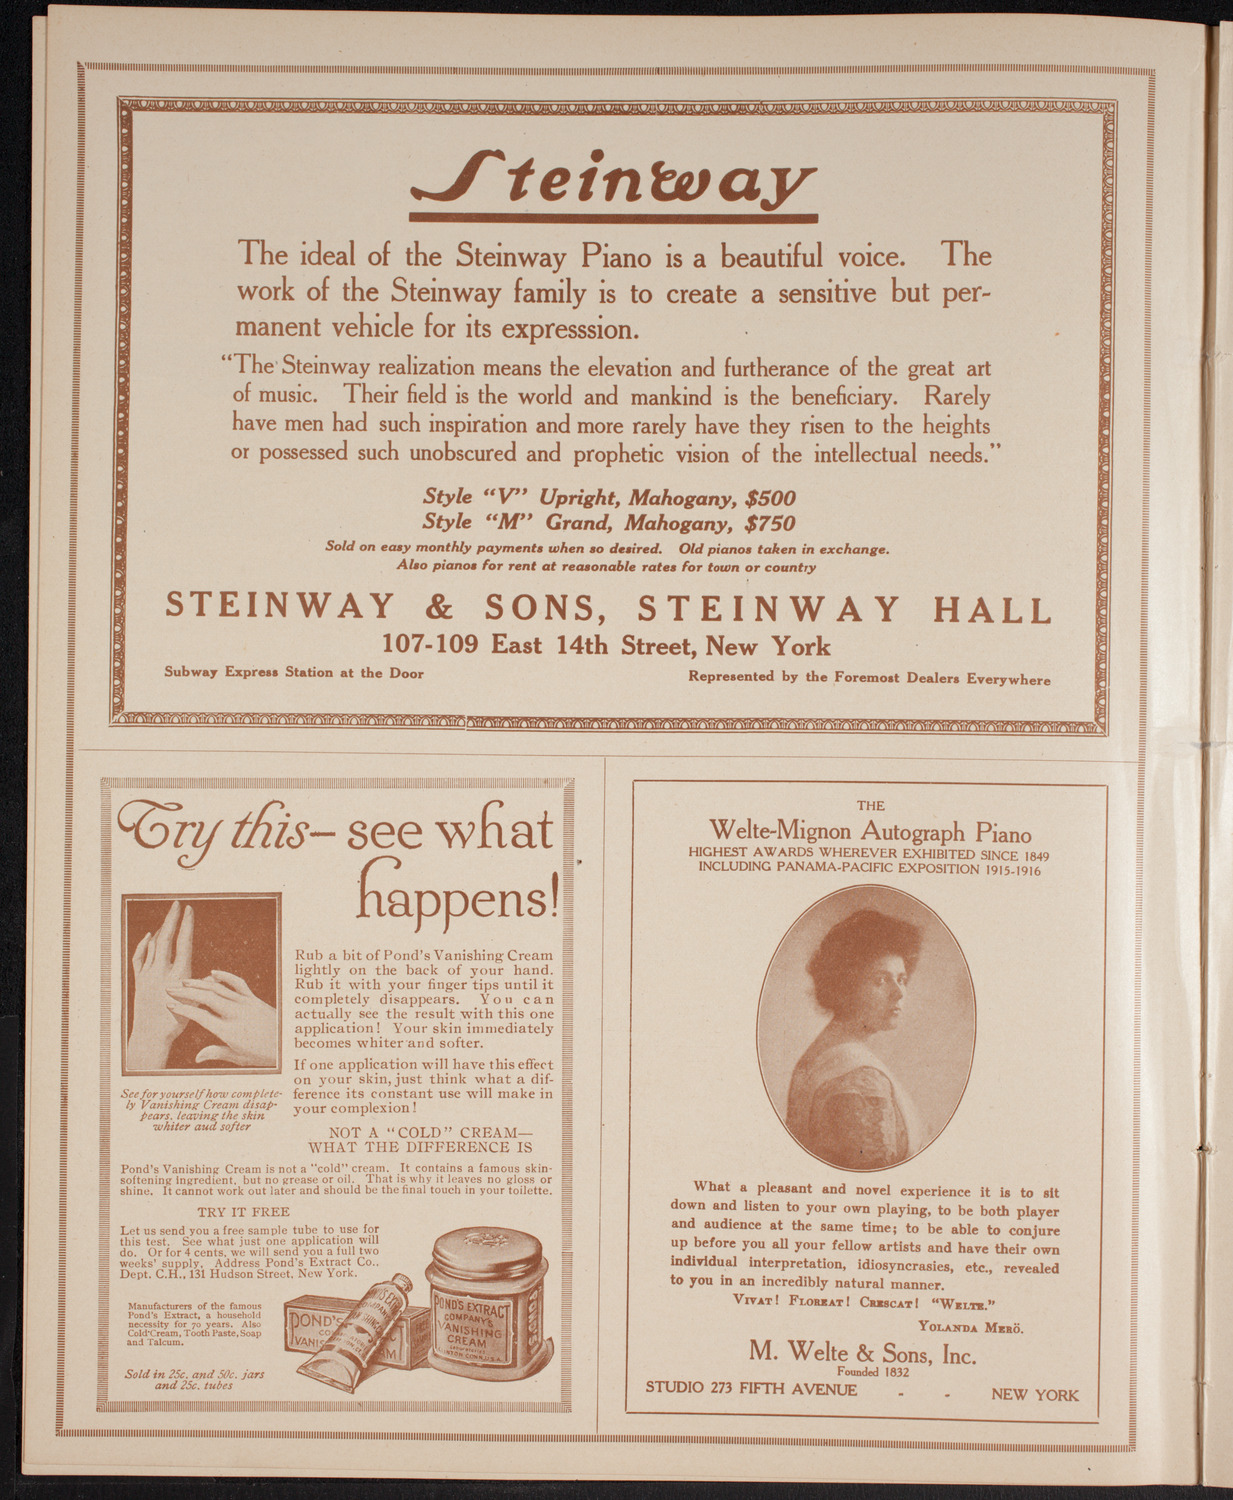 Steinway
The ideal of the Steinway Piano is a beautiful voice. The
work of the Steinway family is to create a sensitive but per-
manent vehicle for its expresssion.
"The Steinway realization means the elevation and furtherance of the great art
of music. Their field is the world and mankind is the beneficiary. Rarely
have men had such inspiration and more rarely have they risen to the heights
or possessed such unobscured and prophetic vision of the intellectual needs."
Style "V" Upright, Mahogany, $500
Style "M" Grand, Mahogany, $750
Sold on easy monthly payments when so desired. Old pianos taken in exchange.
Also pianos for rent at reasonable rates for town or country
STEINWAY & SONS, STEINWAY HALL
107-109 East 14th Street, New York
Subway Express Station at the Door
Represented by the Foremost Dealers Everywhere
Try this—see what
happens!
Rub a bit of Pond's Vanishing Cream
lightly on the back of your hand.
Rub it with your finger tips until it
completely disappears. You can
actually see the result with this one
application! Your skin immediately
becomes whiter and softer.
If one application will have this effect
on your skin, just think what a dif-
ference its constant use will make in
your complexion!
See for yourself how complete-
ly Vanishing Cream disap-
pears, leaving the skin
whiter and softer
NOT A "COLD" CREAM—
WHAT THE DIFFERENCE IS
Pond's Vanishing Cream is not a "cold" cream. It contains a famous skin-
softening ingredient, but no grease or oil. That is why it leaves no gloss or
shine. It cannot work out later and should be the final touch in your toilette.
TRY IT FREE
Let us send you a free sample tube to use for
this test. See what just one application will
do. Or for 4 cents, we will send you a full two
weeks' supply. Address Pond's Extract Co.,
Dept. C.H., 131 Hudson Street, New York.
Manufacturers of the famous
Pond's Extract, a household
necessity for 70 years. Also
Cold Cream, Tooth Paste, Soap
and Talcum.
Sold in 25c. and 50c. jars
and 25c. tubes
POND'S
VANIS
POND'S EXTRACT
COMPANY'S
VANISHING
CREAM
THE
Welte-Mignon Autograph Piano
HIGHEST AWARDS WHEREVER EXHIBITED SINCE 1849
INCLUDING PANAMA-PACIFIC EXPOSITION 1915-1916
What a pleasant and novel experience it is to sit
down and listen to your own playing, to be both player
and audience at the same time; to be able to conjure
up before you all your fellow artists and have their own
individual interpretation, idiosyncrasies, etc., revealed
to you in an incredibly natural manner.
VIVAT! FLOREAT! CRESCAT! "WELTE."
YOLANDA MERÖ.
M. Welte & Sons, Inc.
Founded 1832
STUDIO 273 FIFTH AVENUE - - NEW YORK